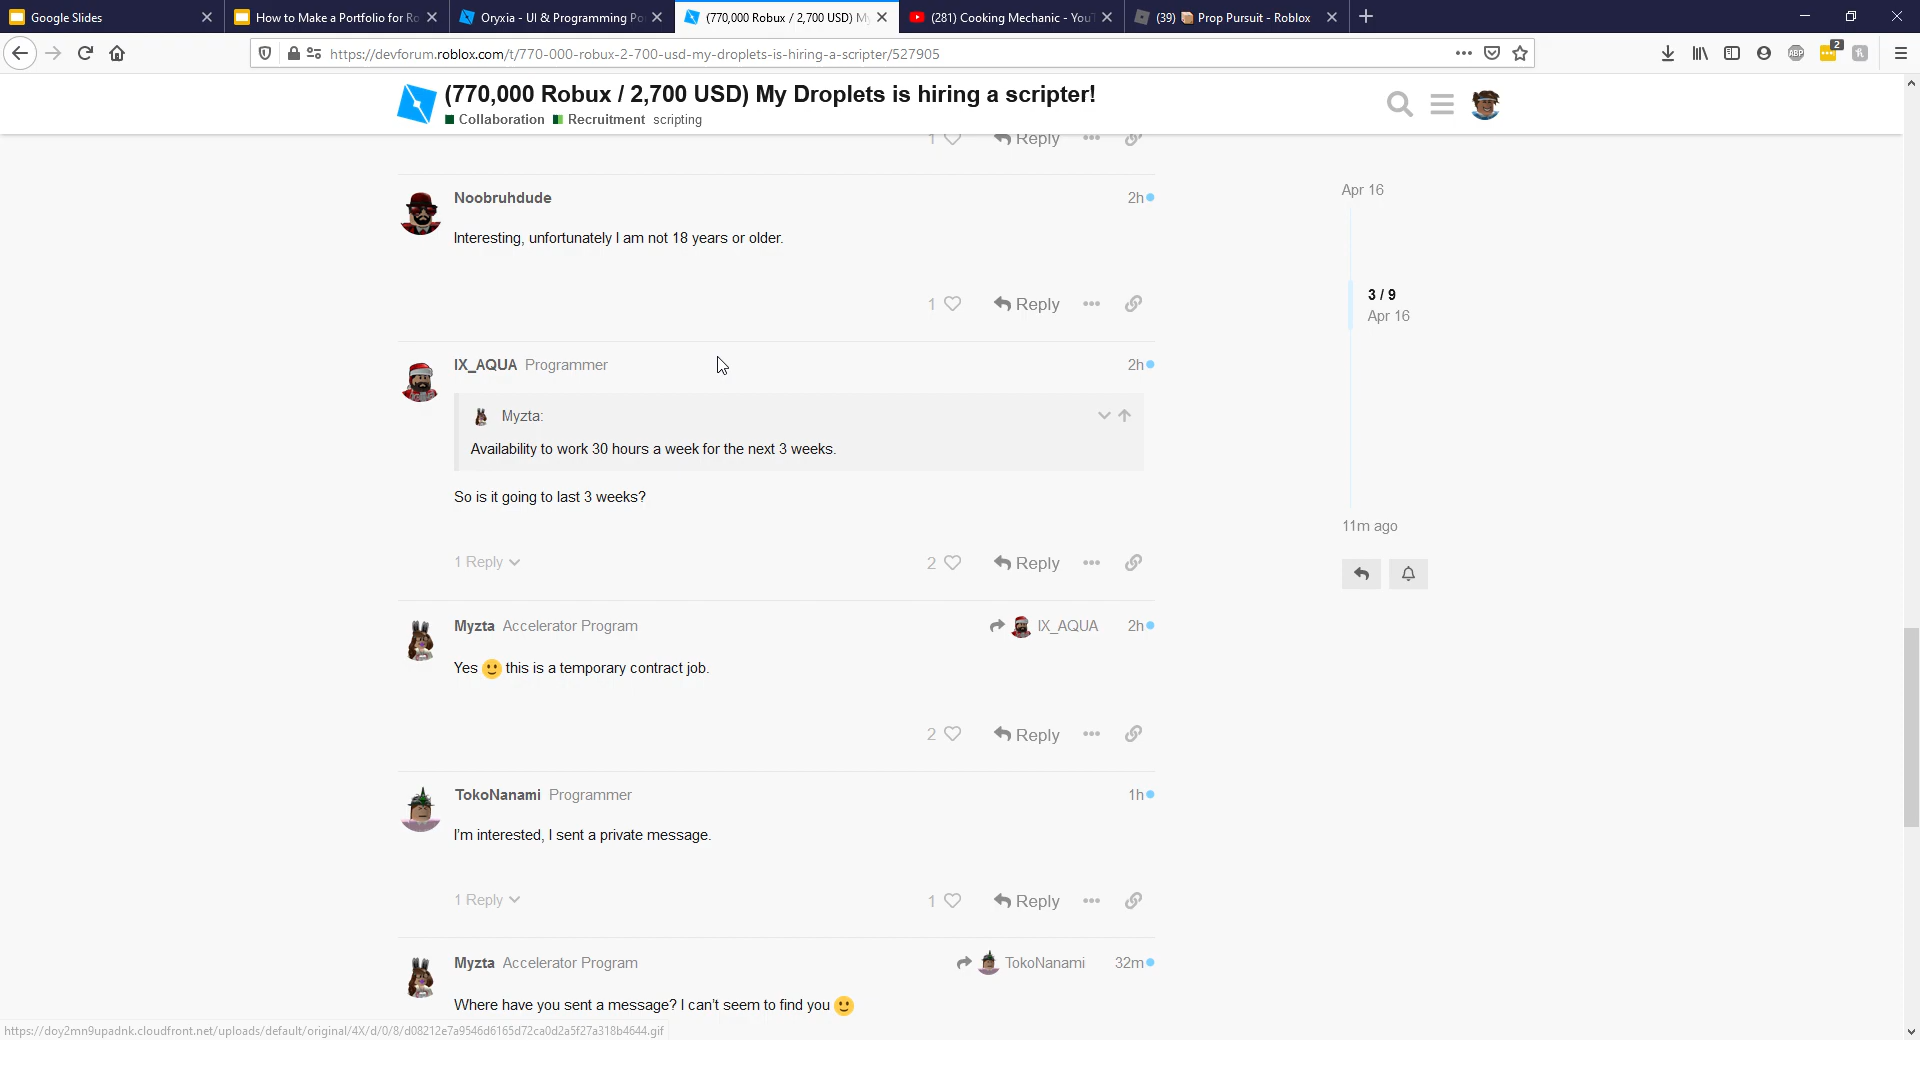 Google Slides
How to Make a Portfolio for Ro
Oryxia - UI & Programming Po
(770,000 Robux / 2,700 USD) M
(281) Cooking Mechanic - YouT
(39) Prop Pursuit - Roblox
https://devforum.roblox.com/t/770-000-robux-2-700-usd-my-droplets-is-hiring-a-scripter/527905
ABP
2
(770,000 Robux / 2,700 USD) My Droplets is hiring a scripter!
Collaboration Recruitment scripting
1 Reply
Noobruhdude 2h
Interesting, unfortunately I am not 18 years or older.
1 Reply
IX_AQUA Programmer 2h
Myzta:
Availability to work 30 hours a week for the next 3 weeks.
So is it going to last 3 weeks?
1 Reply 2 Reply
Myzta Accelerator Program IX_AQUA 2h
Yes 🙂 this is a temporary contract job.
2 Reply
TokoNanami Programmer 1h
I'm interested, I sent a private message.
1 Reply 1 Reply
Myzta Accelerator Program TokoNanami 32m
Where have you sent a message? I can't seem to find you 🙂
Apr 16
3 / 9
Apr 16
11m ago
https://doy2mn9upadnk.cloudfront.net/uploads/default/original/4X/d/0/8/d08212e7a9546d6165d72ca0d2a5f27a318b4644.gif